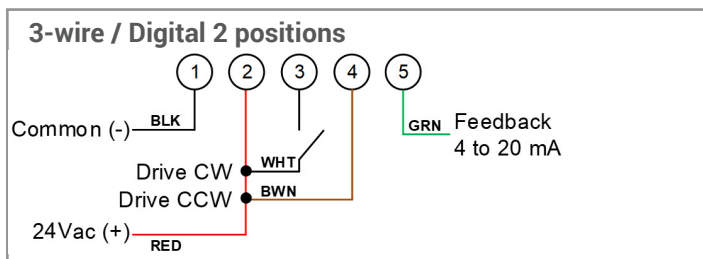 3-wire / Digital 2 positions
1 2 3 4 5
Common (-) BLK
GRN Feedback
4 to 20 mA
Drive CW WHT
Drive CCW BWN
24Vac (+)
RED